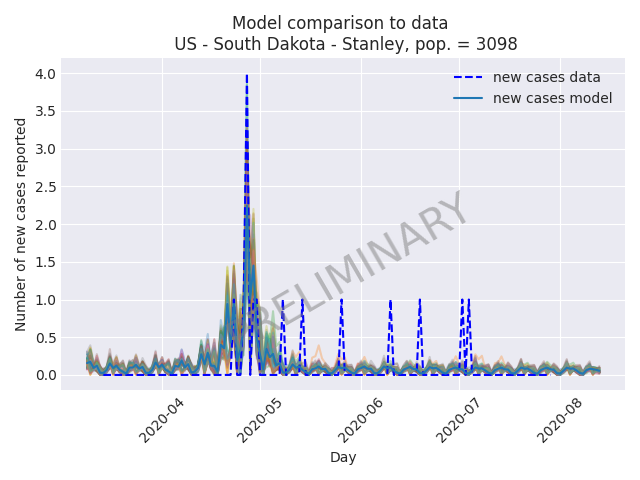 Model comparison to data
US - South Dakota - Stanley, pop. = 3098
new cases data
new cases model
Number of new cases reported
4.0
3.5
3.0
2.5
2.0
1.5
1.0
0.5
0.0
PRELIMINARY
2020-04
2020-05
2020-06
2020-07
2020-08
Day